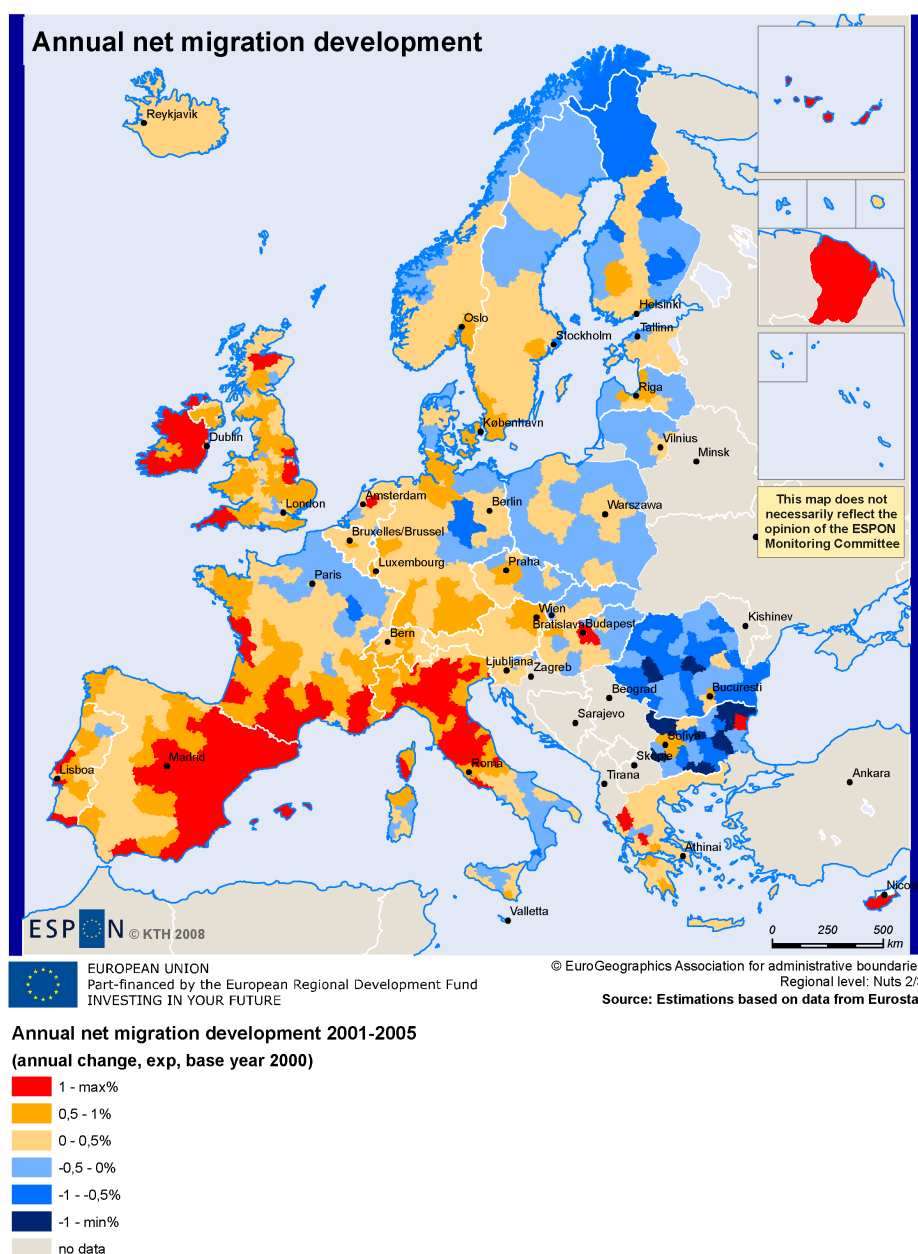 Annual net migration development
Reykjavik
Helsinki
Oslo
Tallinn
Stockholm
Riga
København
Dublin
Vilnius
Minsk
Amsterdam
London
Berlin
Warszawa
This map does not
necessarily reflect the
opinion of the ESPON
Monitoring Committee
Bruxelles/Brussel
Luxembourg
Praha
Paris
Wien
Bratislava
Budapest
Kishinev
Bern
Ljubljana
Zagreb
Beograd
Bucuresti
Sarajevo
Sofiya
Madrid
Roma
Skopje
Lisboa
Tirana
Ankara
Athinai
Nico
Valletta
ESPON © KTH 2008
0 250 500
km
EUROPEAN UNION
Part-financed by the European Regional Development Fund
INVESTING IN YOUR FUTURE
© EuroGeographics Association for administrative boundarie
Regional level: Nuts 2/3
Source: Estimations based on data from Eurosta
Annual net migration development 2001-2005
(annual change, exp, base year 2000)
1 - max%
0,5 - 1%
0 - 0,5%
-0,5 - 0%
-1 - -0,5%
-1 - min%
no data